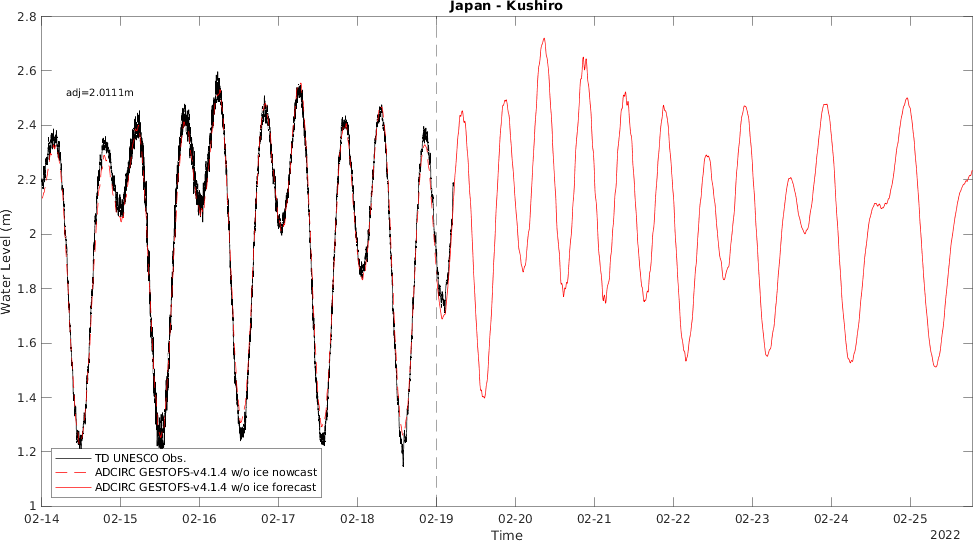 Japan - Kushiro
2.8
2.6
adj=2.0111m
2.4
2.2
2
1.8
1.6
1.4
1.2
1
Water Level (m)
TD UNESCO Obs.
ADCIRC GESTOFS-v4.1.4 w/o ice nowcast
ADCIRC GESTOFS-v4.1.4 w/o ice forecast
02-14 02-15 02-16 02-17 02-18 02-19 02-20 02-21 02-22 02-23 02-24 02-25
Time
2022